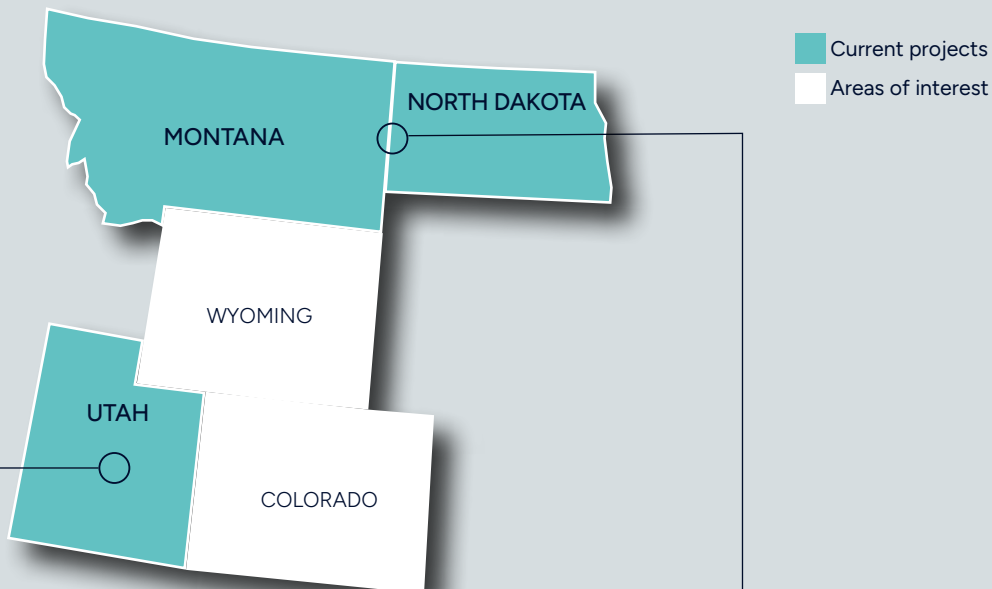 Current projects
Areas of interest
NORTH DAKOTA
MONTANA
WYOMING
UTAH
COLORADO